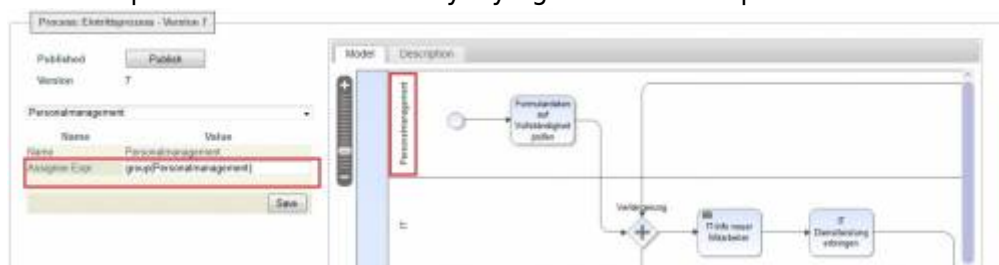 Process: Eintrittsprozess - Version 7
Published
Publish
Version
7
Personalmanagement
Name
Value
Name
Personalmanagement
Assignee Expr.
group(Personalmanagement)
Save
Model
Description
Personalmanagement
Formulardaten
auf
Vollständigkeit
prüfen
IT
Verlängerung
IT-Info neuer
Mitarbeiter
IT
Dienstleistung
erbringen